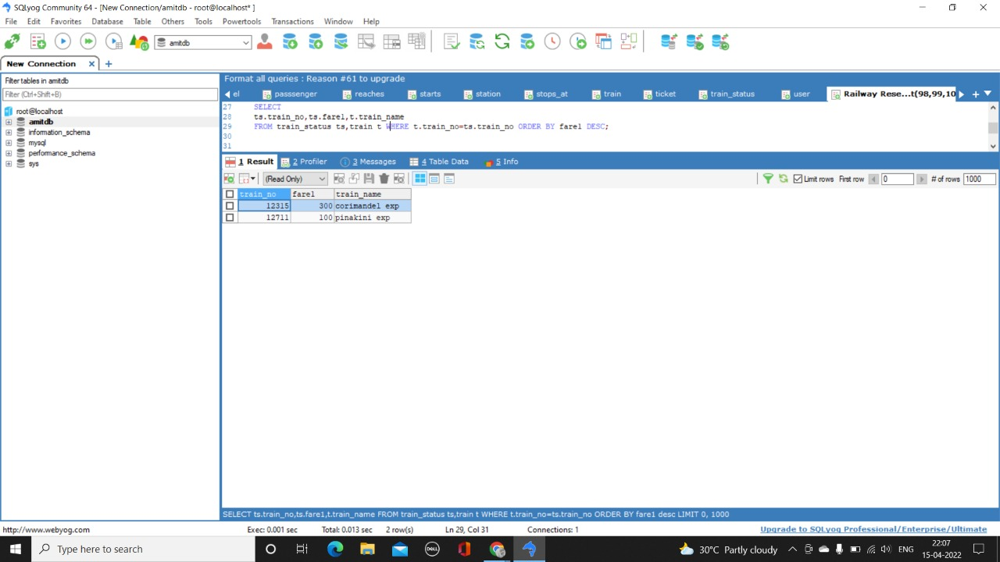 SQLyog Community 64 - [New Connection/amitdb - root@localhost* ]
File Edit Favorites Database Table Others Tools Powertools Transactions Window Help
amitdb
New Connection
Filter tables in amitdb
Filter (Ctrl+Shift+B)
root@localhost
amitdb
information_schema
mysql
performance_schema
sys
Format all queries : Reason #61 to upgrade
el passsenger reaches starts station stops_at train ticket train_status user Railway Rese...t(98,99,10
27 SELECT
28 ts.train_no,ts.fare1,t.train_name
29 FROM train_status ts,train t WHERE t.train_no=ts.train_no ORDER BY fare1 DESC;
30
31
1 Result 2 Profiler 3 Messages 4 Table Data 5 Info
(Read Only) Limit rows First row 0 # of rows 1000
train_no fare1 train_name
12315 300 corimandel exp
12711 100 pinakini exp
SELECT ts.train_no,ts.fare1,t.train_name FROM train_status ts,train t WHERE t.train_no=ts.train_no ORDER BY fare1 desc LIMIT 0, 1000
http://www.webyog.com Exec: 0.001 sec Total: 0.013 sec 2 row(s) Ln 29, Col 31 Connections: 1 Upgrade to SQLyog Professional/Enterprise/Ultimate
Type here to search
DELL
30°C Partly cloudy
ENG
22:07
15-04-2022